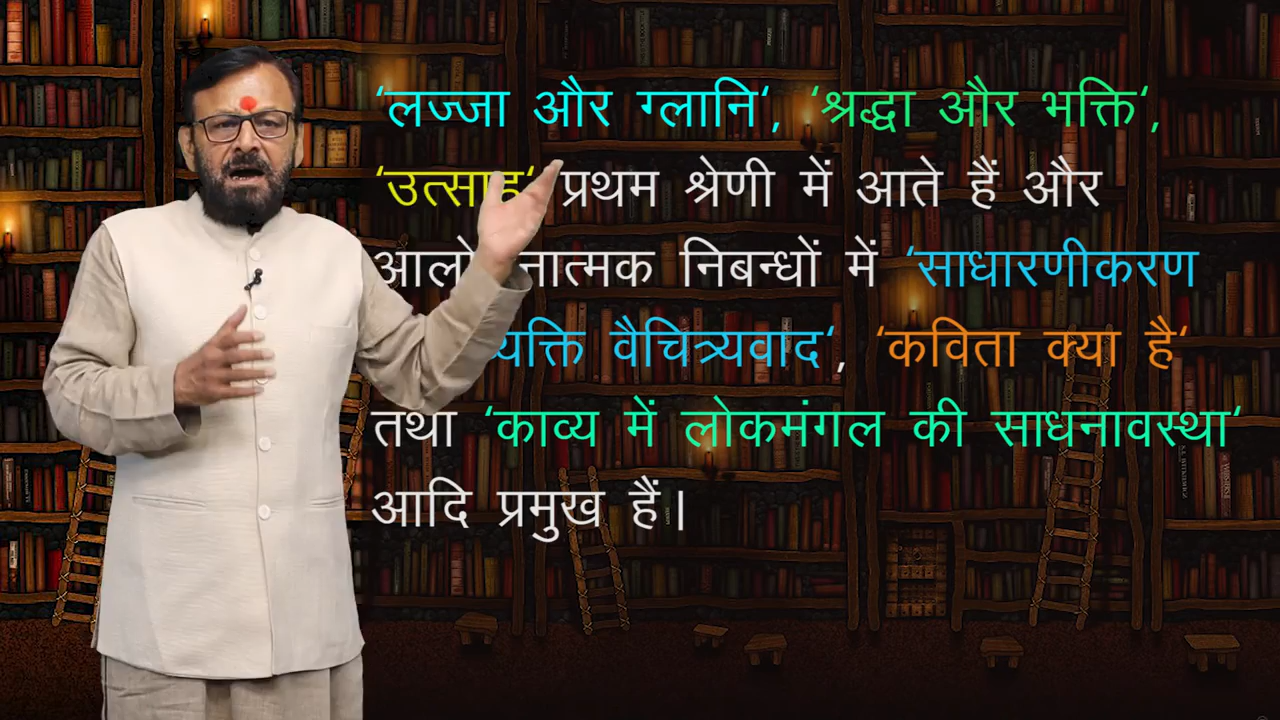 ‘लज्जा और ग्लानि‘, ‘श्रद्धा और भक्ति‘,
‘उत्साह‘ प्रथम श्रेणी में आते हैं और
निबन्धों में ‘साधारणीकरण
वैचित्र्यवाद‘, ‘कविता क्या है‘
तथा ‘काव्य में लोकमंगल की साधनावस्था‘
आदि प्रमुख हैं।